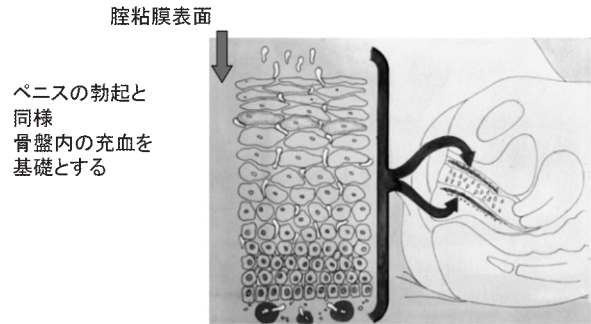 腟粘膜表面
ペニスの勃起と
同様
骨盤内の充血を
基礎とする